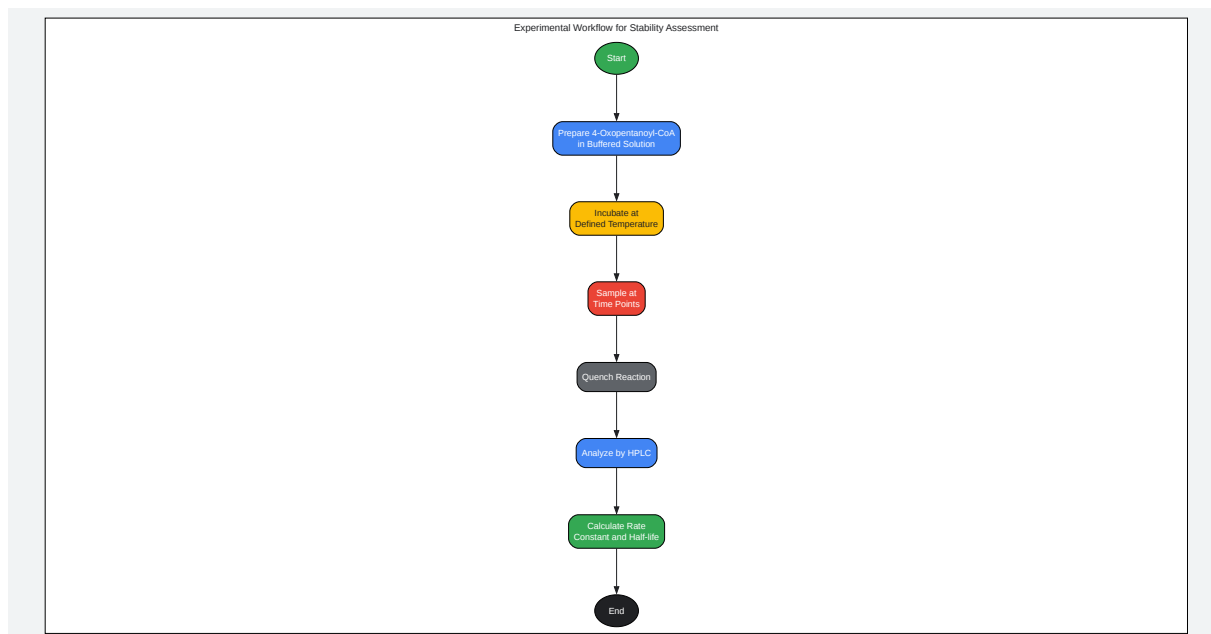 Experimental Workflow for Stability Assessment
Start
Prepare 4-Oxopentanoyl-CoA
in Buffered Solution
Incubate at
Defined Temperature
Sample at
Time Points
Quench Reaction
Analyze by HPLC
Calculate Rate
Constant and Half-life
End